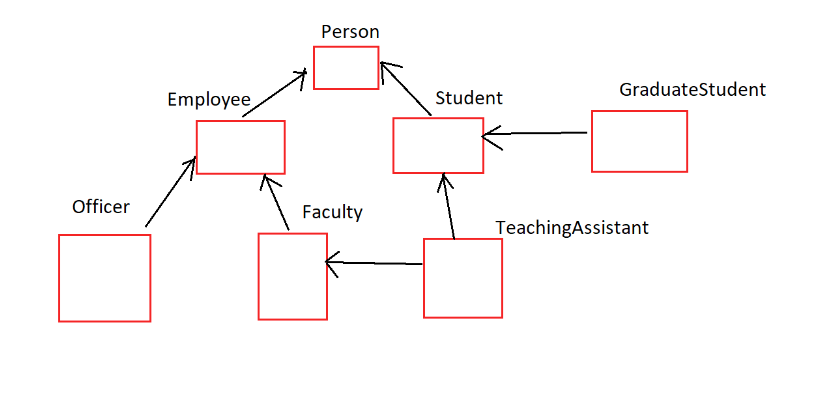 Person
Employee
Student
GraduateStudent
Officer
Faculty
TeachingAssistant